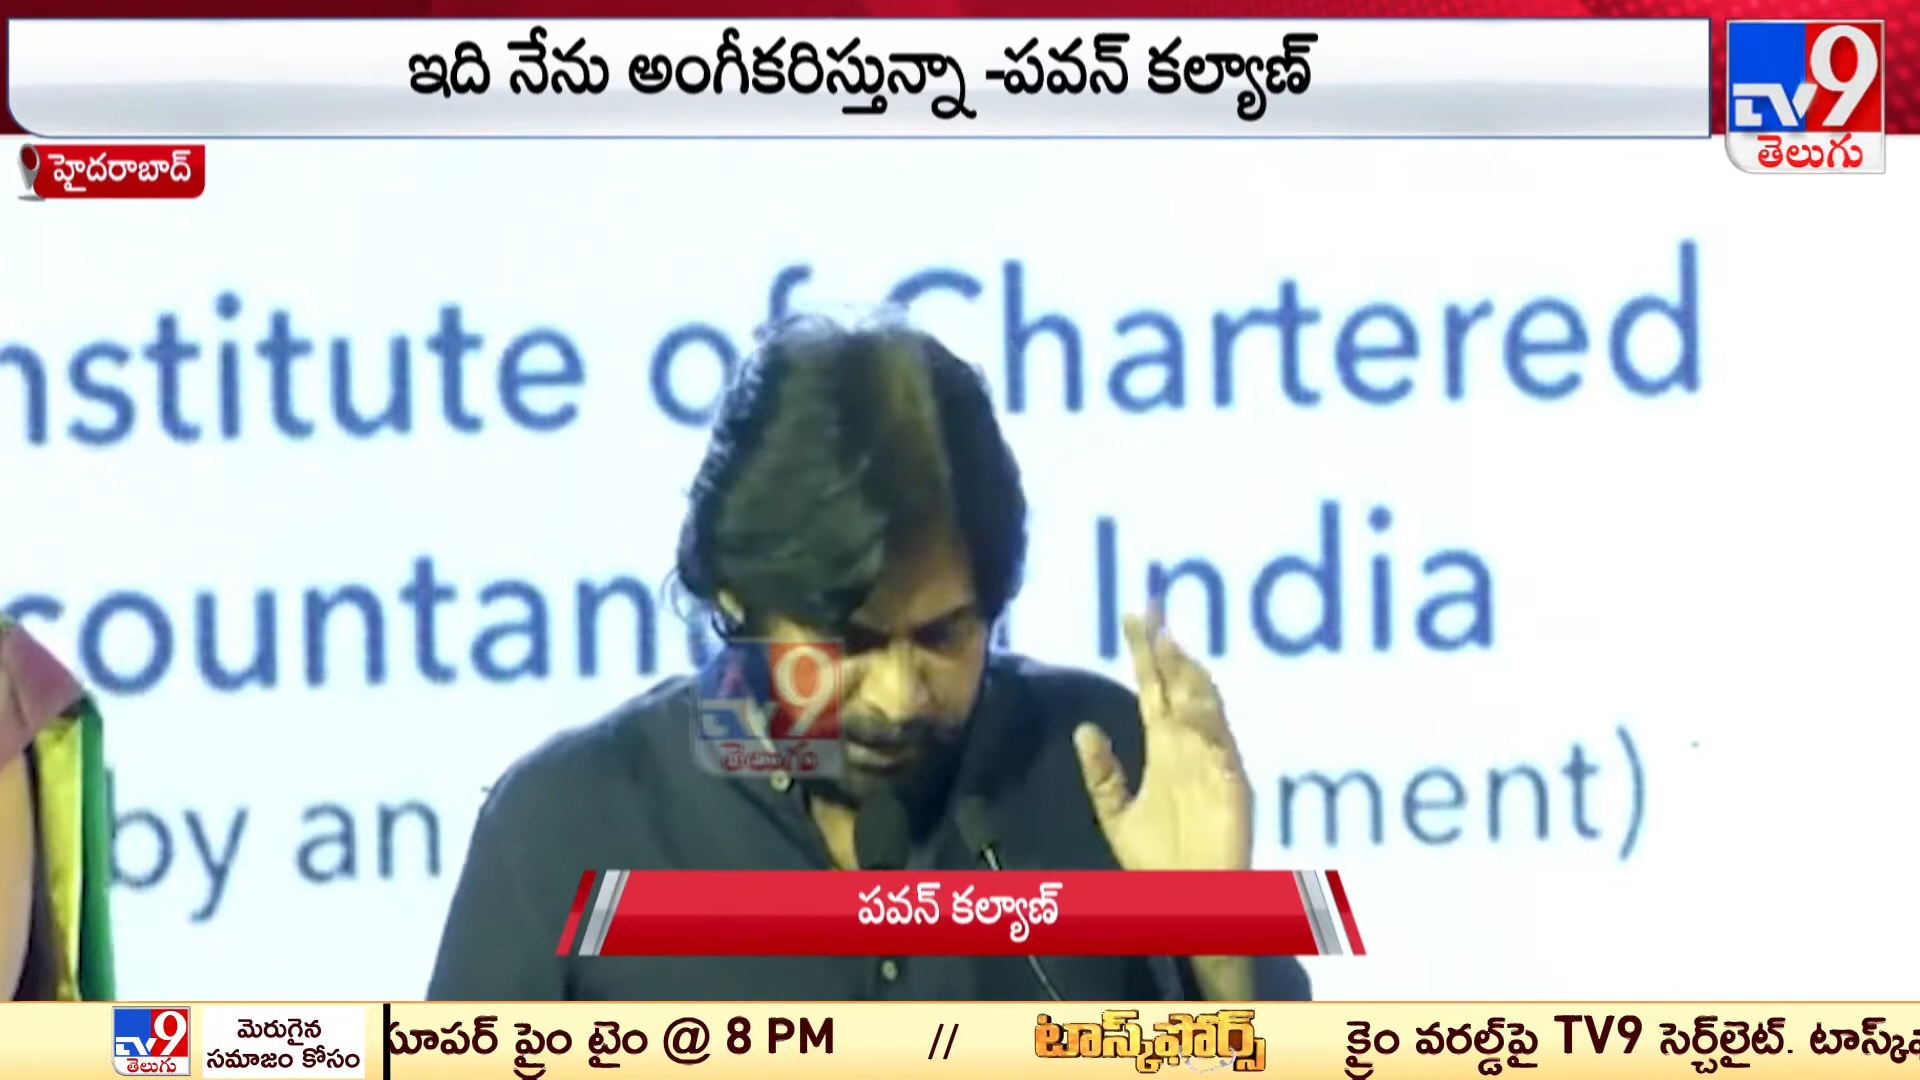 ఇది నేను అంగీకరిస్తున్నా -పవన్ కల్యాణ్
TV9
తెలుగు
హైదరాబాద్
nstitute of Chartered
countan India
by an ment)
TV9
తెలుగు
పవన్ కల్యాణ్
TV9
తెలుగు
మెరుగైన
సమాజం కోసం
సూపర్ ప్రైం టైం @ 8 PM // టాస్క్‌ఫోర్స్ క్రైం వరల్డ్‌పై TV9 సెర్చ్‌లైట్. టాస్క్